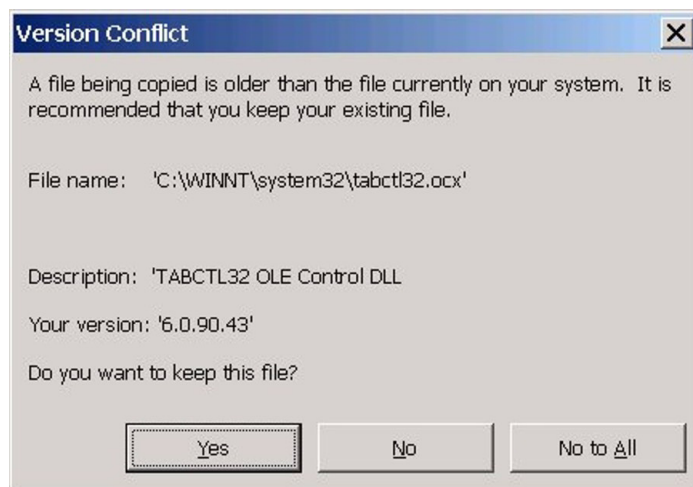 Version Conflict
A file being copied is older than the file currently on your system. It is
recommended that you keep your existing file.
File name: 'C:\WINNT\system32\tabctl32.ocx'
Description: 'TABCTL32 OLE Control DLL
Your version: '6.0.90.43'
Do you want to keep this file?
Yes No No to All